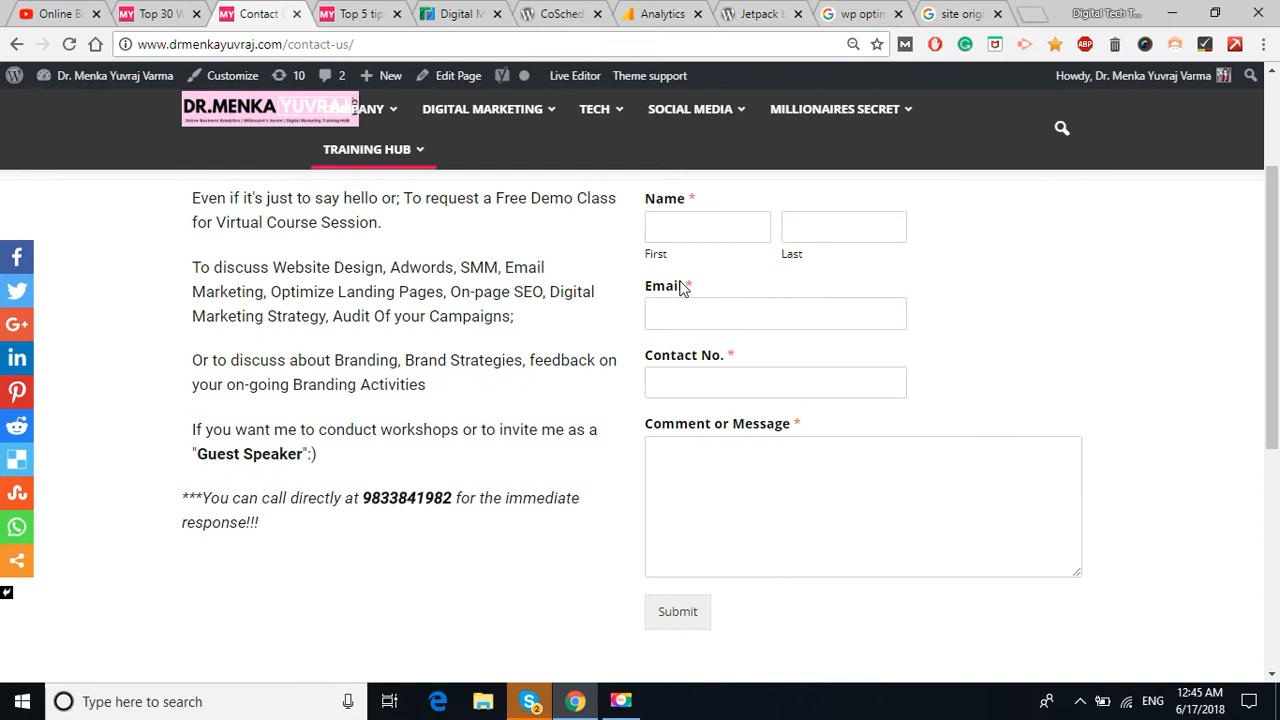 Online B
Top 30 W
Contact
Top 5 tip
Digital M
CoSched
Analytics
Jetpack b
wp optim
site origin
Digital Tech T...
www.drmenkayuvraj.com/contact-us/
Dr. Menka Yuvraj Varma
Customize
10
2
New
Edit Page
Live Editor
Theme support
Howdy, Dr. Menka Yuvraj Varma
DR.MENKA YUVRAJ
COMPANY
DIGITAL MARKETING
TECH
SOCIAL MEDIA
MILLIONAIRES SECRET
Online Business Retablites | Millionaire's Secret | Digital Marketing Training HUB
TRAINING HUB
Even if it's just to say hello or; To request a Free Demo Class
for Virtual Course Session.
To discuss Website Design, Adwords, SMM, Email
Marketing, Optimize Landing Pages, On-page SEO, Digital
Marketing Strategy, Audit Of your Campaigns;
Or to discuss about Branding, Brand Strategies, feedback on
your on-going Branding Activities
If you want me to conduct workshops or to invite me as a
"Guest Speaker":)
***You can call directly at 9833841982 for the immediate
response!!!
Name *
First
Last
Email *
Contact No. *
Comment or Message *
Submit
Type here to search
2
ENG
12:45 AM
6/17/2018